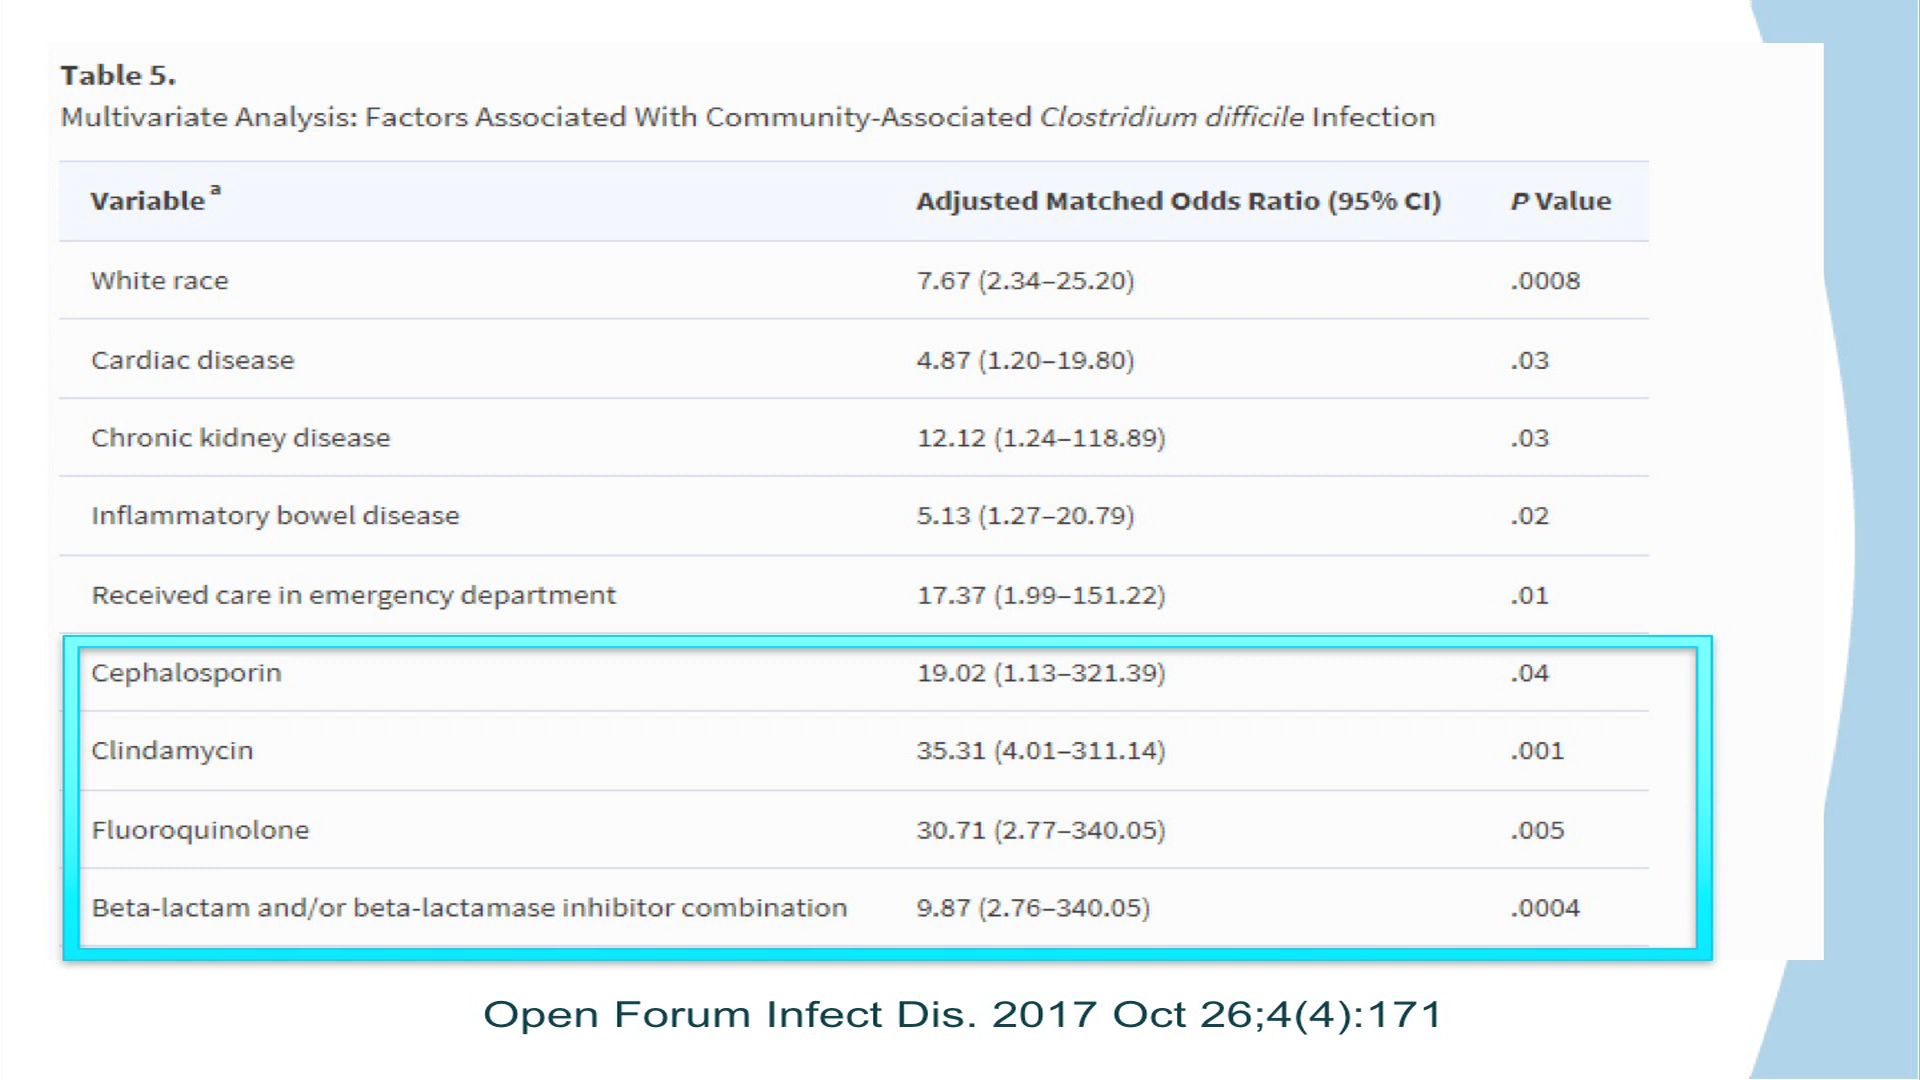 Table 5.
Multivariate Analysis: Factors Associated With Community-Associated Clostridium difficile Infection
Variable a Adjusted Matched Odds Ratio (95% CI) P Value
White race 7.67 (2.34–25.20) .0008
Cardiac disease 4.87 (1.20–19.80) .03
Chronic kidney disease 12.12 (1.24–118.89) .03
Inflammatory bowel disease 5.13 (1.27–20.79) .02
Received care in emergency department 17.37 (1.99–151.22) .01
Cephalosporin 19.02 (1.13–321.39) .04
Clindamycin 35.31 (4.01–311.14) .001
Fluoroquinolone 30.71 (2.77–340.05) .005
Beta-lactam and/or beta-lactamase inhibitor combination 9.87 (2.76–340.05) .0004
Open Forum Infect Dis. 2017 Oct 26;4(4):171